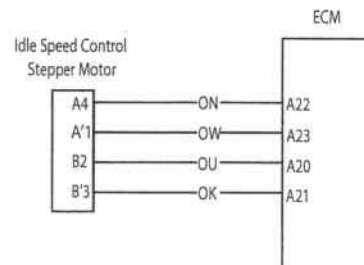 ECM
Idle Speed Control
Stepper Motor
A4 ON A22
A'1 OW A23
B2 OU A20
B'3 OK A21